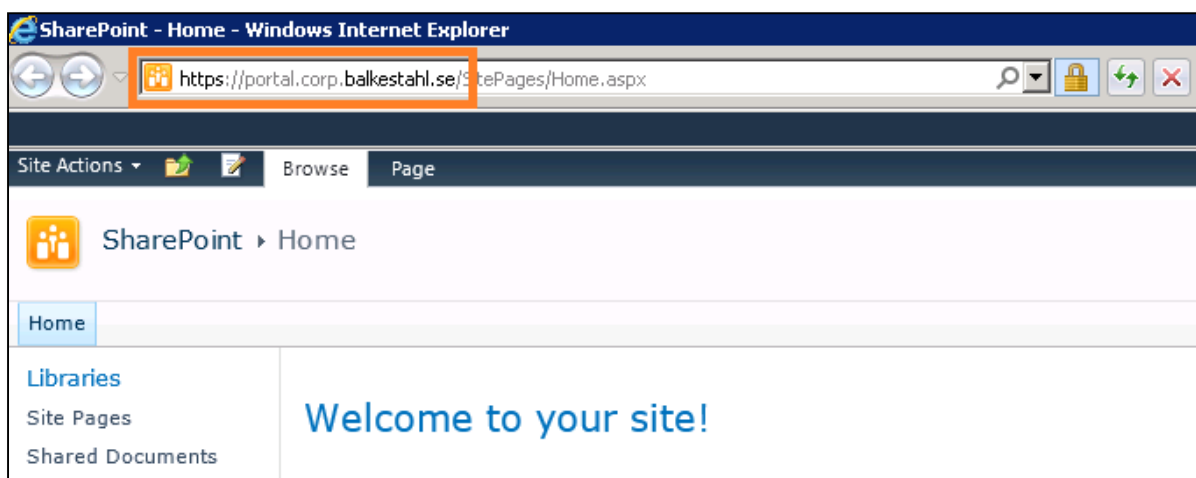 SharePoint - Home - Windows Internet Explorer
https://portal.corp.balkestahl.se/SitePages/Home.aspx
Site Actions Browse Page
SharePoint Home
Home
Libraries
Site Pages
Welcome to your site!
Shared Documents